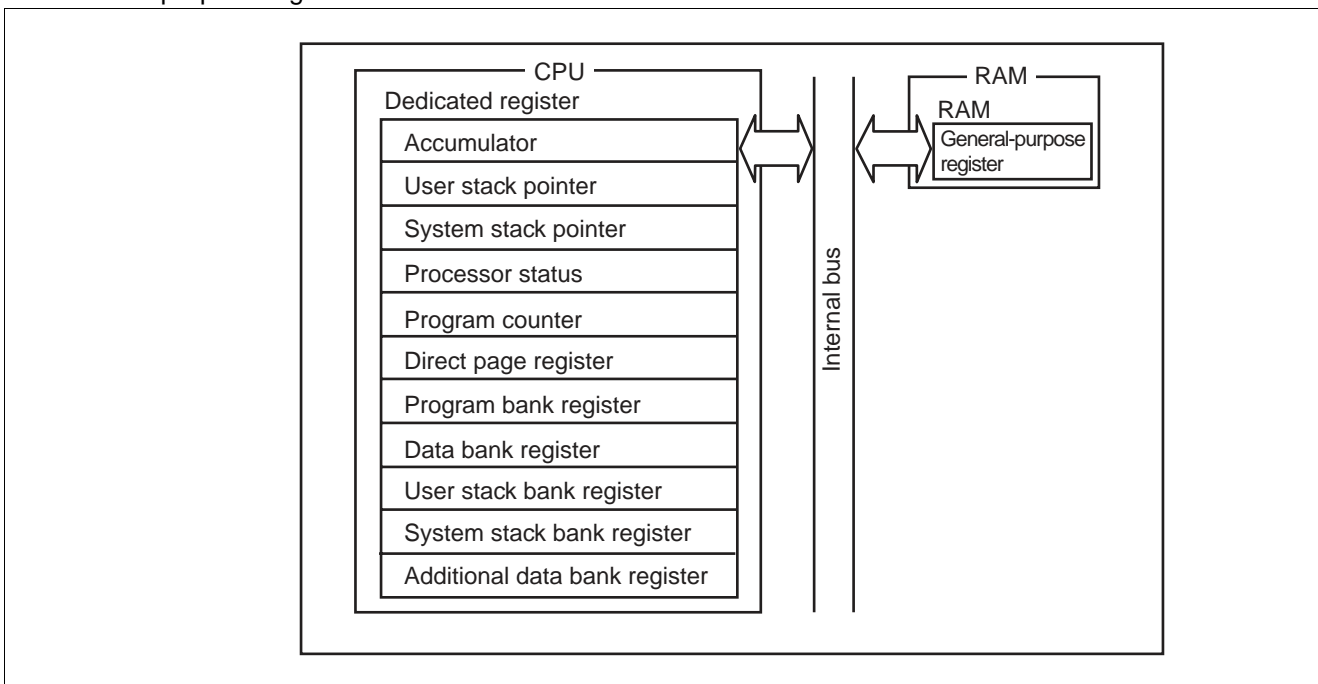 CPU
Dedicated register
Accumulator
User stack pointer
System stack pointer
Processor status
Program counter
Direct page register
Program bank register
Data bank register
User stack bank register
System stack bank register
Additional data bank register
Internal bus
RAM
RAM
General-purpose
register